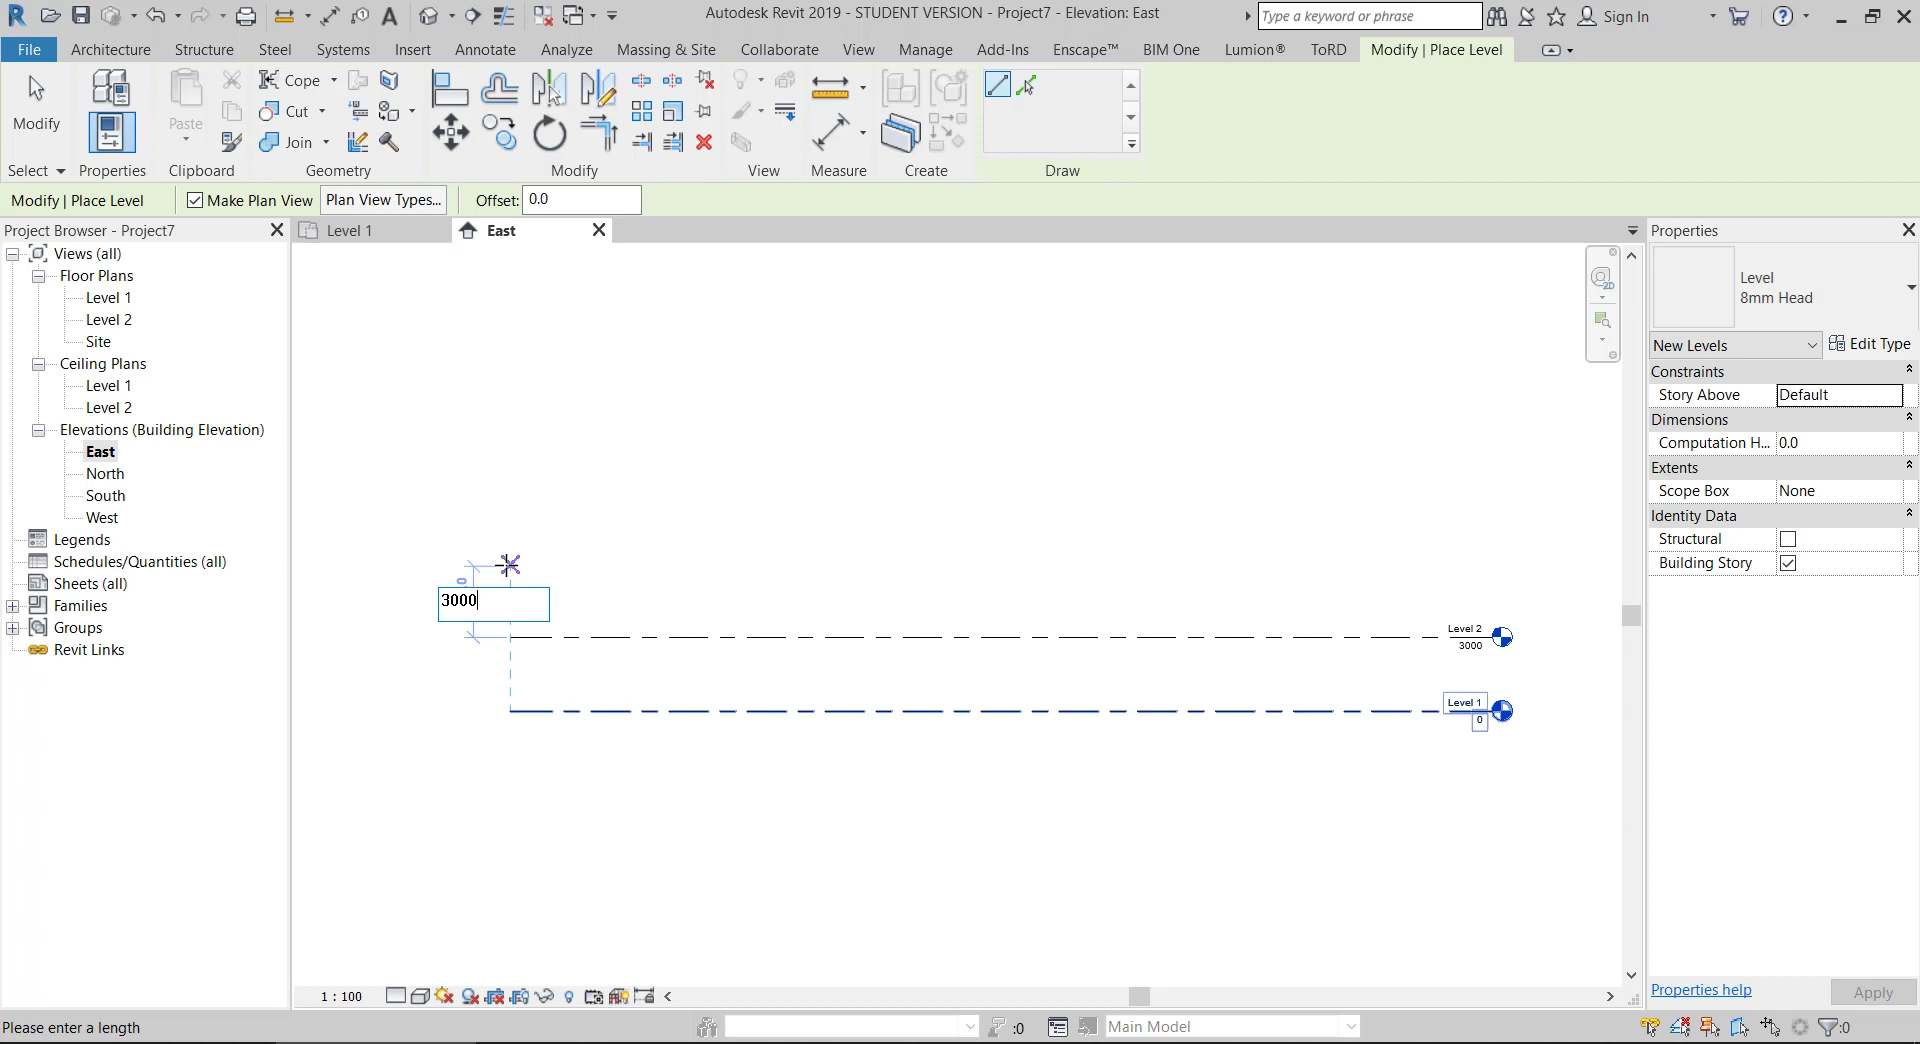 Autodesk Revit 2019 - STUDENT VERSION - Project7 - Elevation: East
Type a keyword or phrase
Sign In
File Architecture Structure Steel Systems Insert Annotate Analyze Massing & Site Collaborate View Manage Add-Ins Enscape™ BIM One Lumion® ToRD Modify | Place Level
Modify
Paste
Cope
Cut
Join
Select Properties Clipboard Geometry Modify View Measure Create Draw
Modify | Place Level Make Plan View Plan View Types... Offset: 0.0
Project Browser - Project7
Views (all)
Floor Plans
Level 1
Level 2
Site
Ceiling Plans
Level 1
Level 2
Elevations (Building Elevation)
East
North
South
West
Legends
Schedules/Quantities (all)
Sheets (all)
Families
Groups
Revit Links
Level 1
East
2D
0
3000
Level 2
3000
Level 1
0
Properties
Level
8mm Head
New Levels
Edit Type
Constraints
Story Above Default
Dimensions
Computation H... 0.0
Extents
Scope Box None
Identity Data
Structural
Building Story
Properties help
Apply
1 : 100
Please enter a length
:0
Main Model
:0